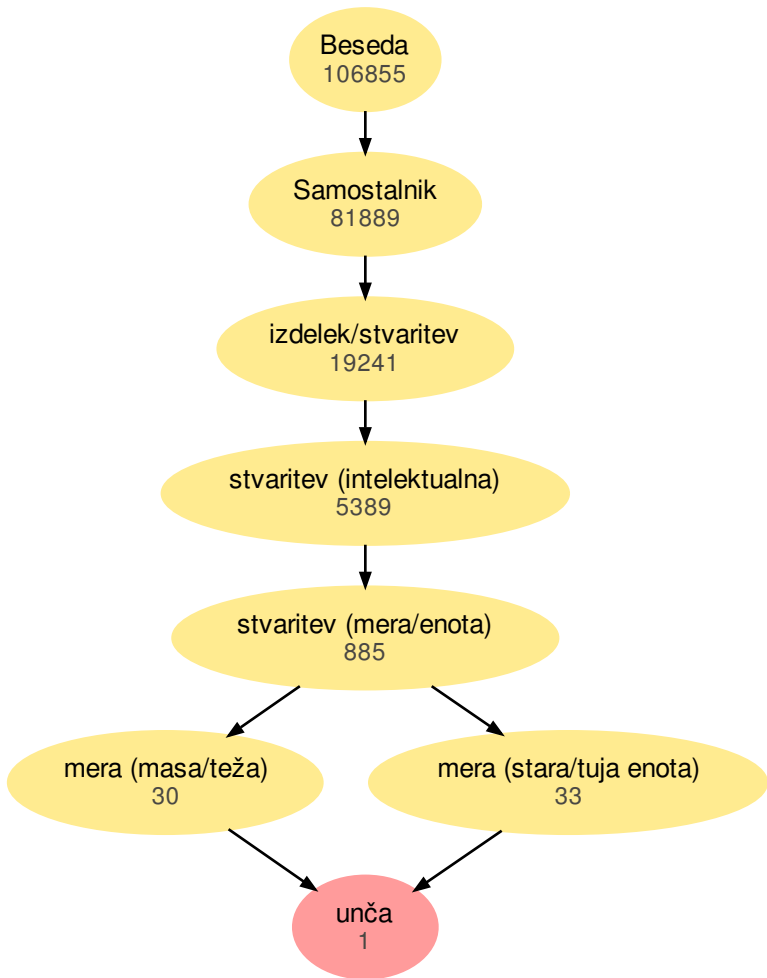 Beseda
106855
Samostalnik
81889
izdelek/stvaritev
19241
stvaritev (intelektualna)
5389
stvaritev (mera/enota)
885
mera (masa/teža)
30
mera (stara/tuja enota)
33
unča
1